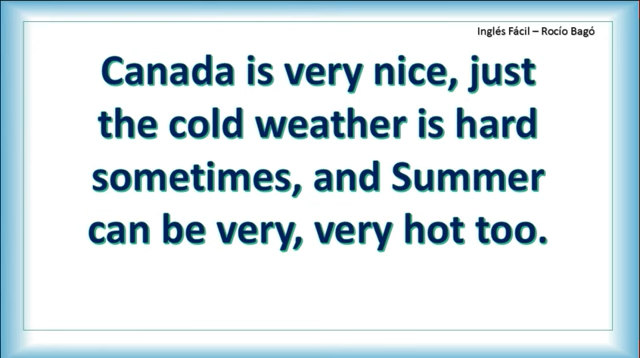 Inglés Fácil – Rocío Bagó
Canada is very nice, just
the cold weather is hard
sometimes, and Summer
can be very, very hot too.